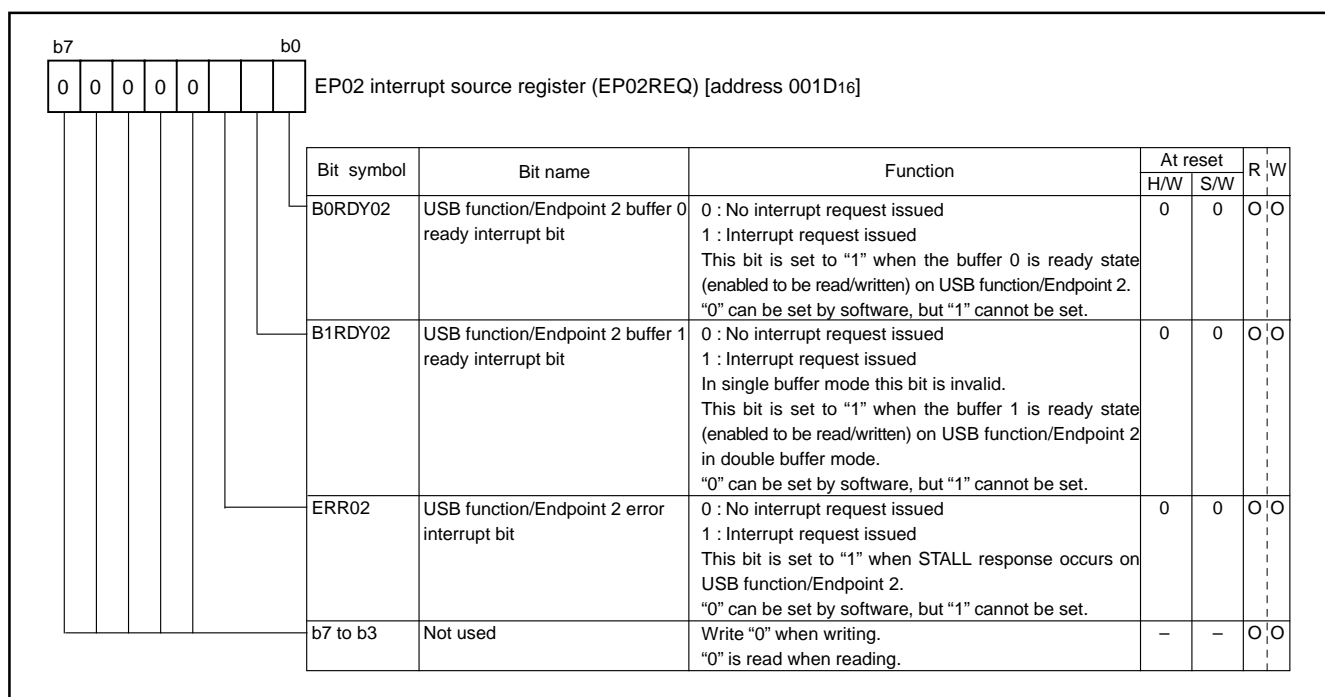 b7 b0
0 0 0 0 0 EP02 interrupt source register (EP02REQ) [address 001D16]
Bit symbol Bit name Function At reset R W
H/W S/W
B0RDY02 USB function/Endpoint 2 buffer 0 0 : No interrupt request issued 0 0 O O
ready interrupt bit 1 : Interrupt request issued
This bit is set to “1” when the buffer 0 is ready state
(enabled to be read/written) on USB function/Endpoint 2.
“0” can be set by software, but “1” cannot be set.
B1RDY02 USB function/Endpoint 2 buffer 1 0 : No interrupt request issued 0 0 O O
ready interrupt bit 1 : Interrupt request issued
In single buffer mode this bit is invalid.
This bit is set to “1” when the buffer 1 is ready state
(enabled to be read/written) on USB function/Endpoint 2
in double buffer mode.
“0” can be set by software, but “1” cannot be set.
ERR02 USB function/Endpoint 2 error 0 : No interrupt request issued 0 0 O O
interrupt bit 1 : Interrupt request issued
This bit is set to “1” when STALL response occurs on
USB function/Endpoint 2.
“0” can be set by software, but “1” cannot be set.
b7 to b3 Not used Write “0” when writing. – – O O
“0” is read when reading.